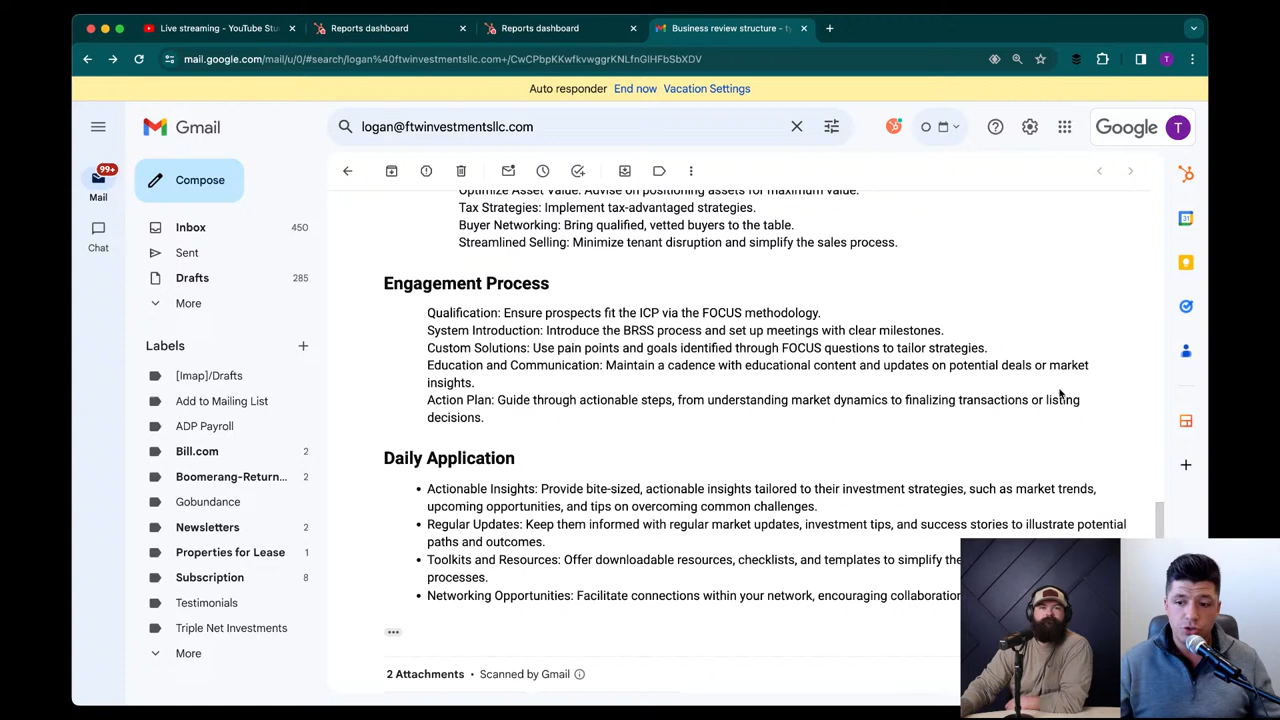 Live streaming - YouTube Stu
Reports dashboard
Reports dashboard
Business review structure - ty
mail.google.com/mail/u/0/#search/logan%40ftwinvestmentsllc.com+/CwCPbpKKwfkvwggrKNLfnGlHFbSbXDV
T
Auto responder End now Vacation Settings
Gmail
logan@ftwinvestmentsllc.com
Google
T
99+
Mail
Chat
Compose
Inbox 450
Sent
Drafts 285
More
Labels
[Imap]/Drafts
Add to Mailing List
ADP Payroll
Bill.com 2
Boomerang-Return... 2
Gobundance
Newsletters 2
Properties for Lease 1
Subscription 8
Testimonials
Triple Net Investments
More
Optimize Asset Value: Advise on positioning assets for maximum value.
Tax Strategies: Implement tax-advantaged strategies.
Buyer Networking: Bring qualified, vetted buyers to the table.
Streamlined Selling: Minimize tenant disruption and simplify the sales process.
Engagement Process
Qualification: Ensure prospects fit the ICP via the FOCUS methodology.
System Introduction: Introduce the BRSS process and set up meetings with clear milestones.
Custom Solutions: Use pain points and goals identified through FOCUS questions to tailor strategies.
Education and Communication: Maintain a cadence with educational content and updates on potential deals or market
insights.
Action Plan: Guide through actionable steps, from understanding market dynamics to finalizing transactions or listing
decisions.
Daily Application
• Actionable Insights: Provide bite-sized, actionable insights tailored to their investment strategies, such as market trends,
upcoming opportunities, and tips on overcoming common challenges.
• Regular Updates: Keep them informed with regular market updates, investment tips, and success stories to illustrate potential
paths and outcomes.
• Toolkits and Resources: Offer downloadable resources, checklists, and templates to simplify the
processes.
• Networking Opportunities: Facilitate connections within your network, encouraging collaboration
2 Attachments • Scanned by Gmail